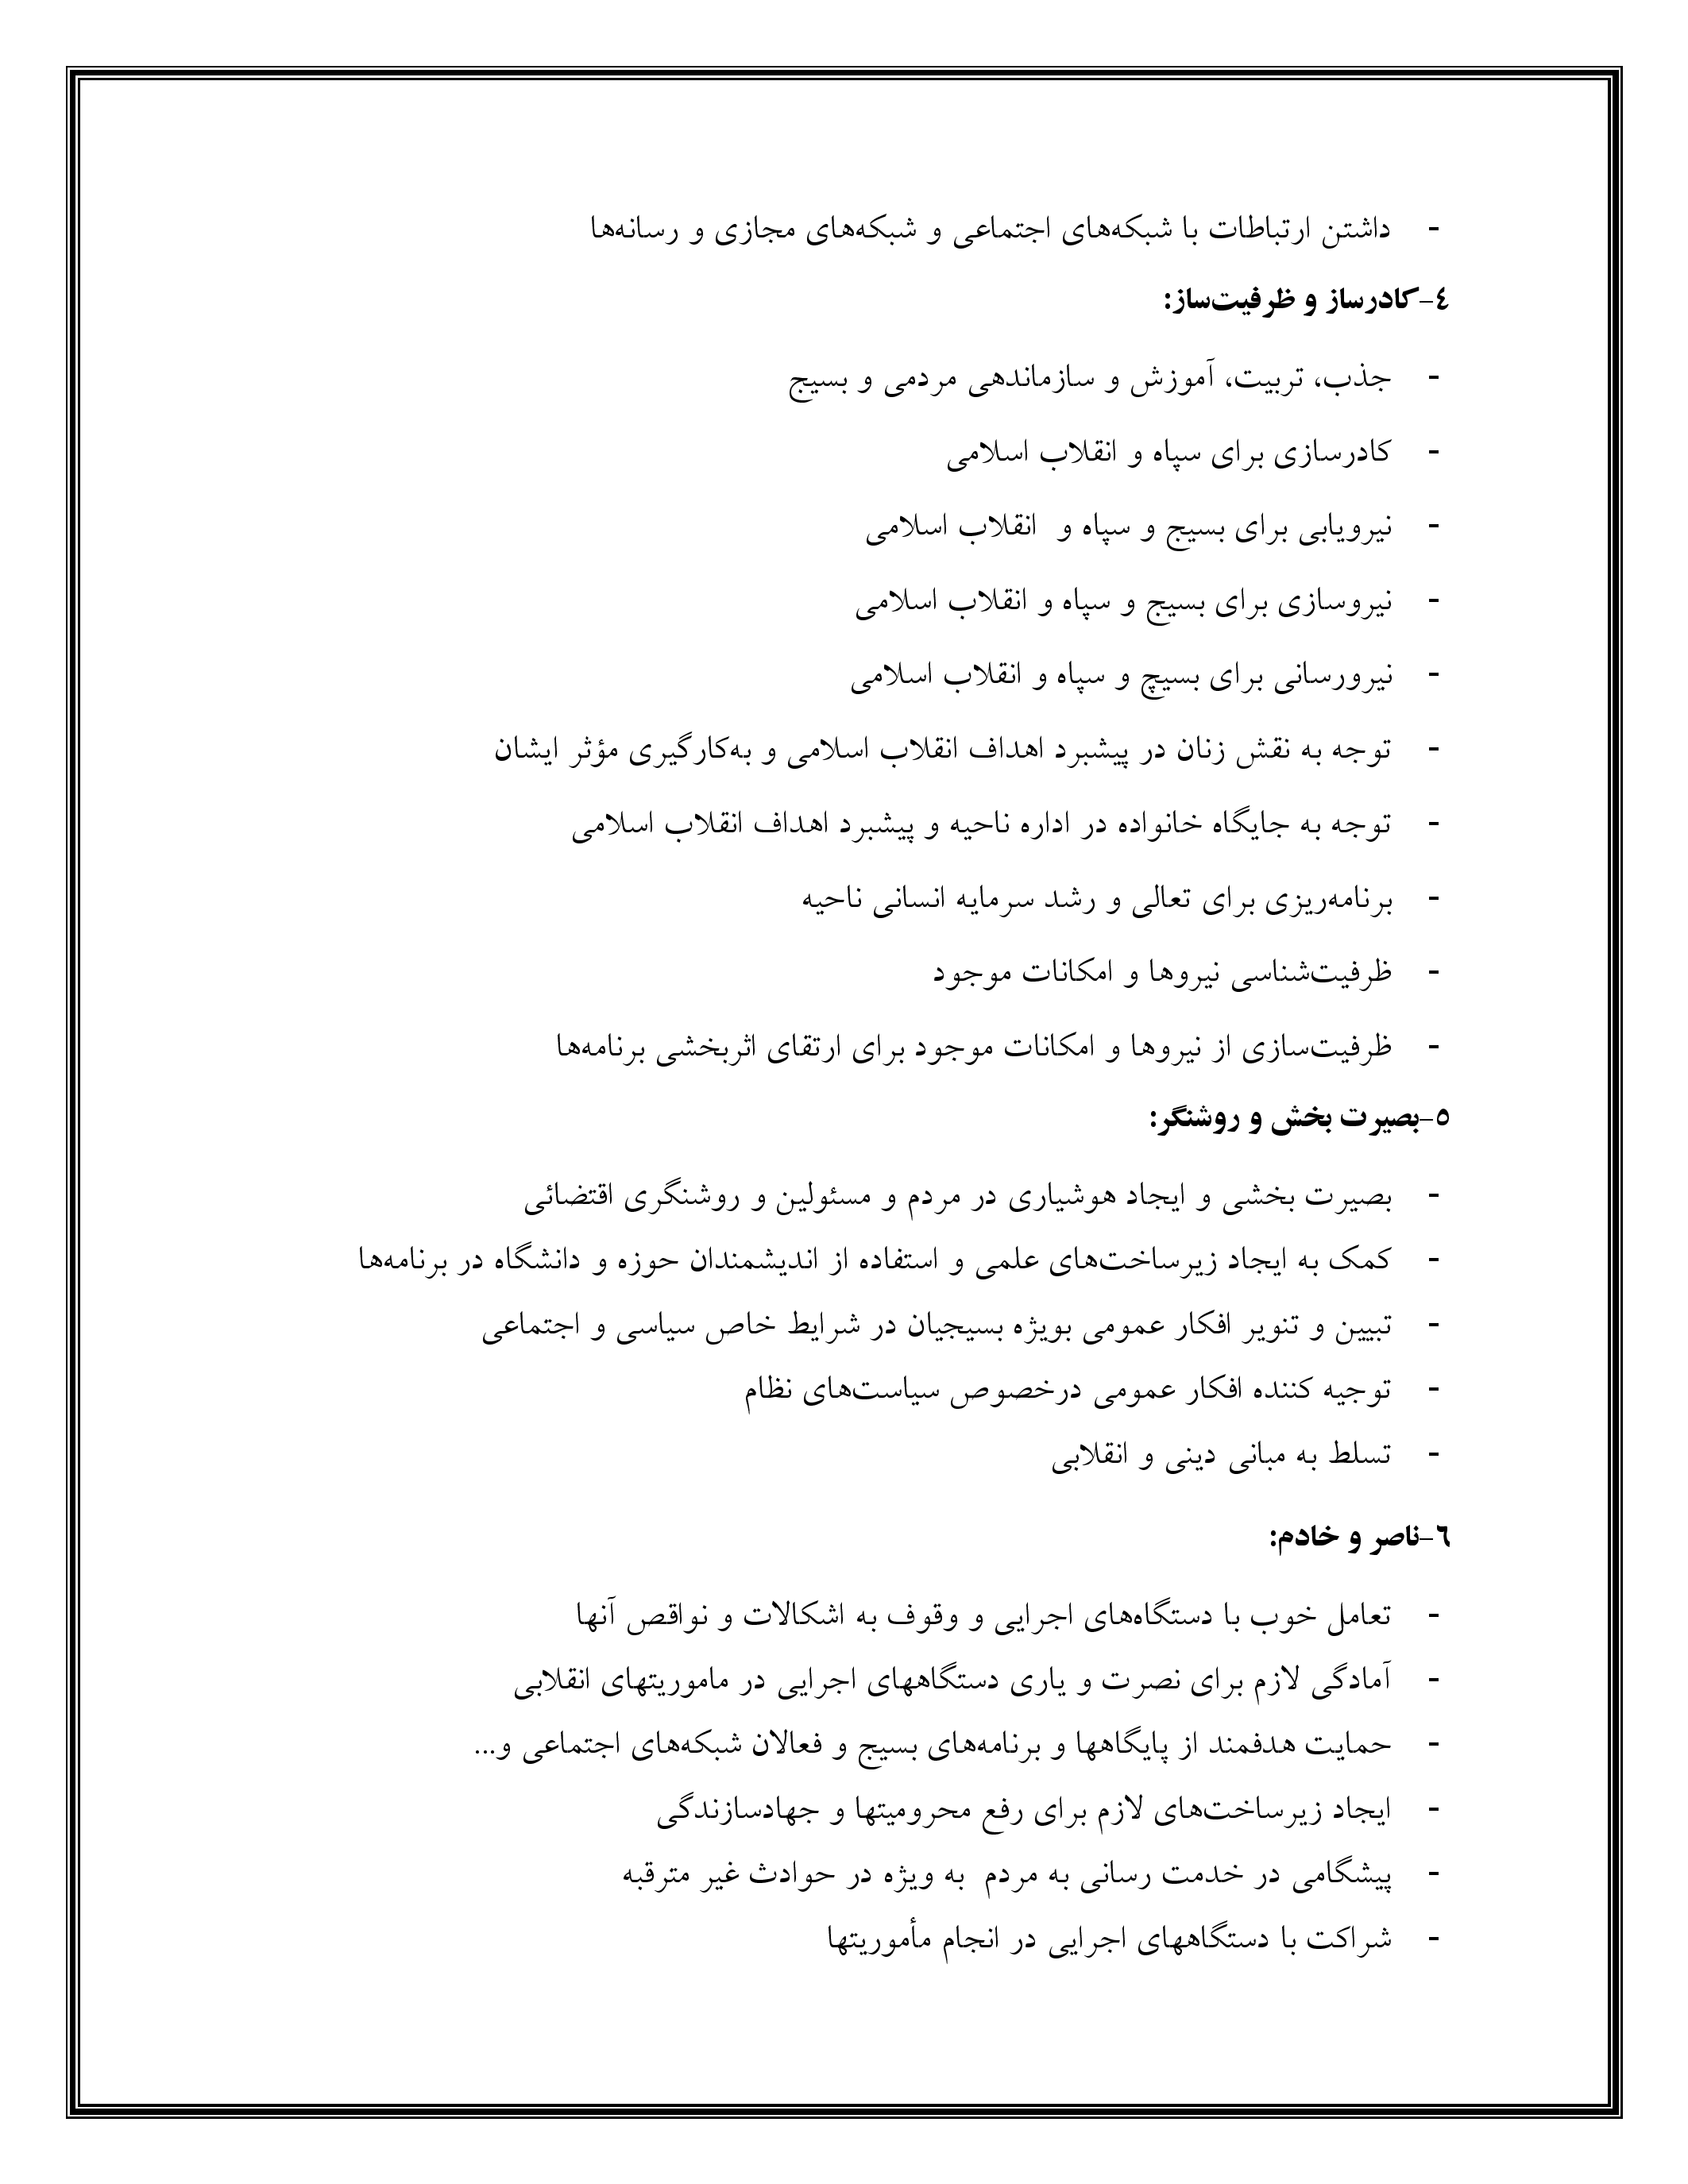 - داشتن ارتباطات با شبکه‌های اجتماعی و شبکه‌های مجازی و رسانه‌ها
٤-کادرساز و ظرفیت‌ساز:
- جذب، تربیت، آموزش و سازماندهی مردمی و بسیج
- کادرسازی برای سپاه و انقلاب اسلامی
- نیرویابی برای بسیج و سپاه و انقلاب اسلامی
- نیروسازی برای بسیج و سپاه و انقلاب اسلامی
- نیرورسانی برای بسیچ و سپاه و انقلاب اسلامی
- توجه به نقش زنان در پیشبرد اهداف انقلاب اسلامی و به‌کارگیری مؤثر ایشان
- توجه به جایگاه خانواده در اداره ناحیه و پیشبرد اهداف انقلاب اسلامی
- برنامه‌ریزی برای تعالی و رشد سرمایه انسانی ناحیه
- ظرفیت‌شناسی نیروها و امکانات موجود
- ظرفیت‌سازی از نیروها و امکانات موجود برای ارتقای اثربخشی برنامه‌ها
٥-بصیرت بخش و روشنگر:
- بصیرت بخشی و ایجاد هوشیاری در مردم و مسئولین و روشنگری اقتضائی
- کمک به ایجاد زیرساخت‌های علمی و استفاده از اندیشمندان حوزه و دانشگاه در برنامه‌ها
- تبیین و تنویر افکار عمومی بویژه بسیجیان در شرایط خاص سیاسی و اجتماعی
- توجیه کننده افکار عمومی درخصوص سیاست‌های نظام
- تسلط به مبانی دینی و انقلابی
٦-ناصر و خادم:
- تعامل خوب با دستگاه‌های اجرایی و وقوف به اشکالات و نواقص آنها
- آمادگی لازم برای نصرت و یاری دستگاههای اجرایی در ماموریتهای انقلابی
- حمایت هدفمند از پایگاهها و برنامه‌های بسیج و فعالان شبکه‌های اجتماعی و...
- ایجاد زیرساخت‌های لازم برای رفع محرومیتها و جهادسازندگی
- پیشگامی در خدمت رسانی به مردم به ویژه در حوادث غیر مترقبه
- شراکت با دستگاههای اجرایی در انجام مأموریتها